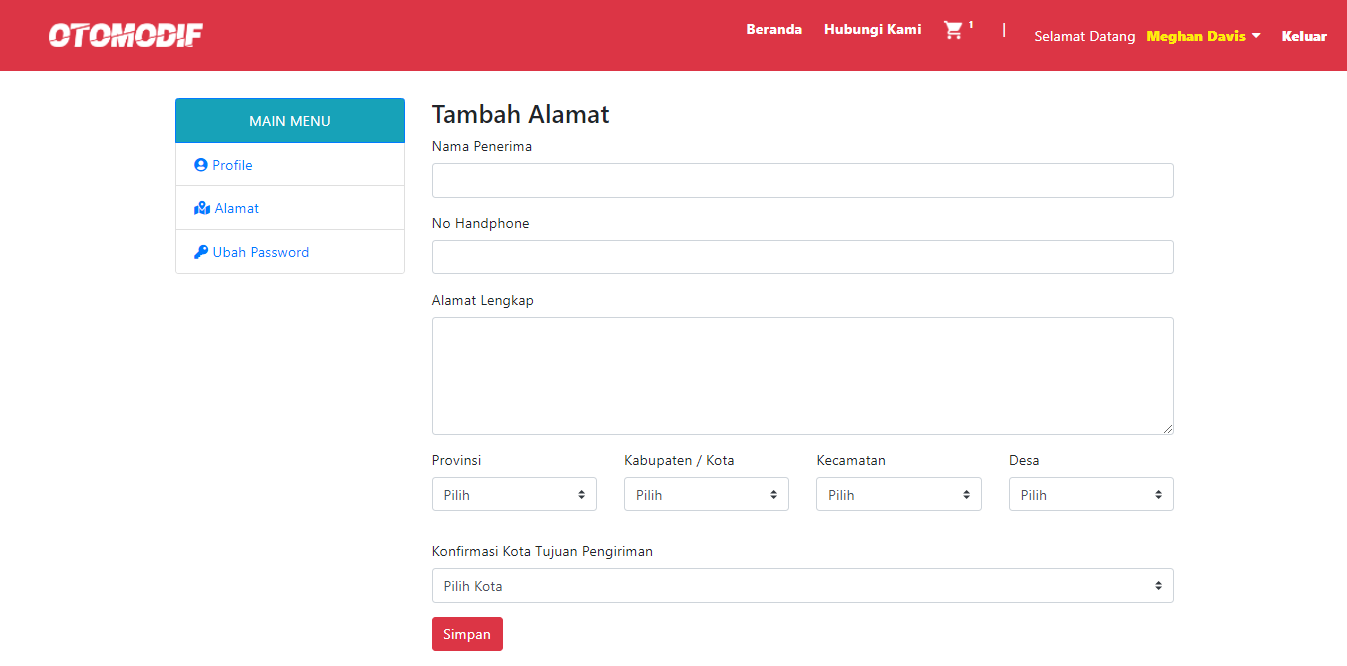 OTOMODIF
Beranda Hubungi Kami 1 | Selamat Datang Meghan Davis Keluar
MAIN MENU
Profile
Alamat
Ubah Password
Tambah Alamat
Nama Penerima
No Handphone
Alamat Lengkap
Provinsi Kabupaten / Kota Kecamatan Desa
Pilih Pilih Pilih Pilih
Konfirmasi Kota Tujuan Pengiriman
Pilih Kota
Simpan